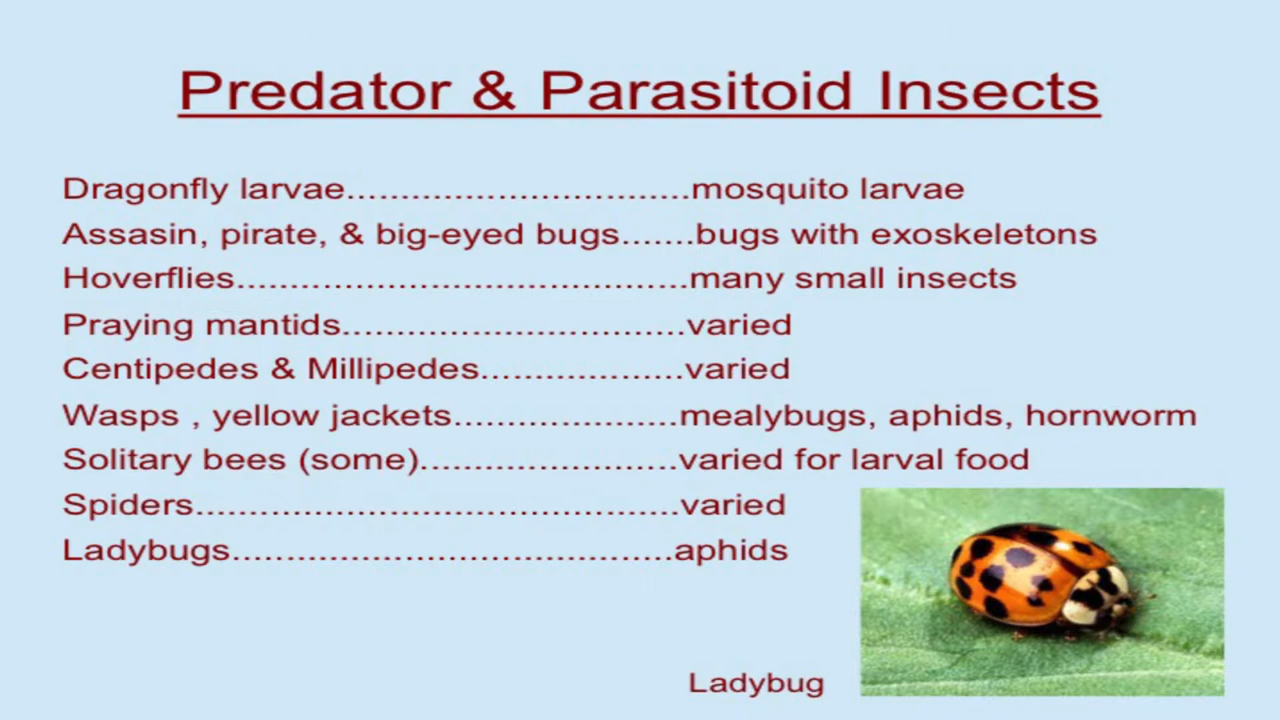 Predator & Parasitoid Insects
Dragonfly larvae................................mosquito larvae
Assasin, pirate, & big-eyed bugs.......bugs with exoskeletons
Hoverflies..........................................many small insects
Praying mantids................................varied
Centipedes & Millipedes...................varied
Wasps , yellow jackets.....................mealybugs, aphids, hornworm
Solitary bees (some)........................varied for larval food
Spiders.............................................varied
Ladybugs.........................................aphids
Ladybug